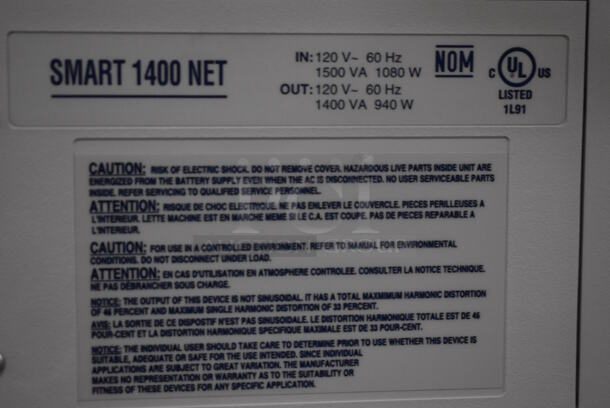 SMART 1400 NET
IN: 120 V~ 60 Hz
1500 VA 1080 W
OUT: 120 V~ 60 Hz
1400 VA 940 W
NOM
C UL US
LISTED
1L91
CAUTION: RISK OF ELECTRIC SHOCK. DO NOT REMOVE COVER. HAZARDOUS LIVE PARTS INSIDE UNIT ARE
ENERGIZED FROM THE BATTERY SUPPLY EVEN WHEN THE AC IS DISCONNECTED. NO USER SERVICEABLE PARTS
INSIDE. REFER SERVICING TO QUALIFIED SERVICE PERSONNEL.
ATTENTION: RISQUE DE CHOC ELECTRIQUE. NE PAS ENLEVER LE COUVERCLE. PIECES PERILLEUSES A
L'INTERIEUR. LETTE MACHINE EST EN MARCHE MEME SI LE C.A. EST COUPE. PAS DE PIECES REPARABLE A
L'INTERIEUR.
CAUTION: FOR USE IN A CONTROLLED ENVIRONMENT. REFER TO MANUAL FOR ENVIRONMENTAL
CONDITIONS. DO NOT DISCONNECT UNDER LOAD.
ATTENTION: EN CAS D'UTILISATION EN ATMOSPHERE CONTROLEE. CONSULTER LA NOTICE TECHNIQUE.
NE PAS DÉBRANCHER SOUS CHARGE.
NOTICE: THE OUTPUT OF THIS DEVICE IS NOT SINUSOIDAL. IT HAS A TOTAL MAXMIMUM HARMONIC DISTORTION
OF 46 PERCENT AND MAXIMUM SINGLE HARMONIC DISTORTION OF 33 PERCENT.
AVIS: LA SORTIE DE CE DISPOSTIF N'EST PAS SINUSOIDALE. LE DISTORTION HARMONIQUE TOTALE EST DE 46
POUR-CENT ET LA DISTORTION HARMONIQUE SPECIFIQUE MAXIMALE EST DE 33 POUR-CENT.
NOTICE: THE INDIVIDUAL USER SHOULD TAKE CARE TO DETERMINE PRIOR TO USE WHETHER THIS DEVICE IS
SUITABLE, ADEQUATE OR SAFE FOR THE USE INTENDED. SINCE INDIVIDUAL
APPLICATIONS ARE SUBJECT TO GREAT VARIATION. THE MANUFACTURER
MAKES NO REPRESENTATION OR WARRANTY AS TO THE SUITABILITY OR
FITNESS OF THESE DEVICES FOR ANY SPECIFIC APPLICATION.